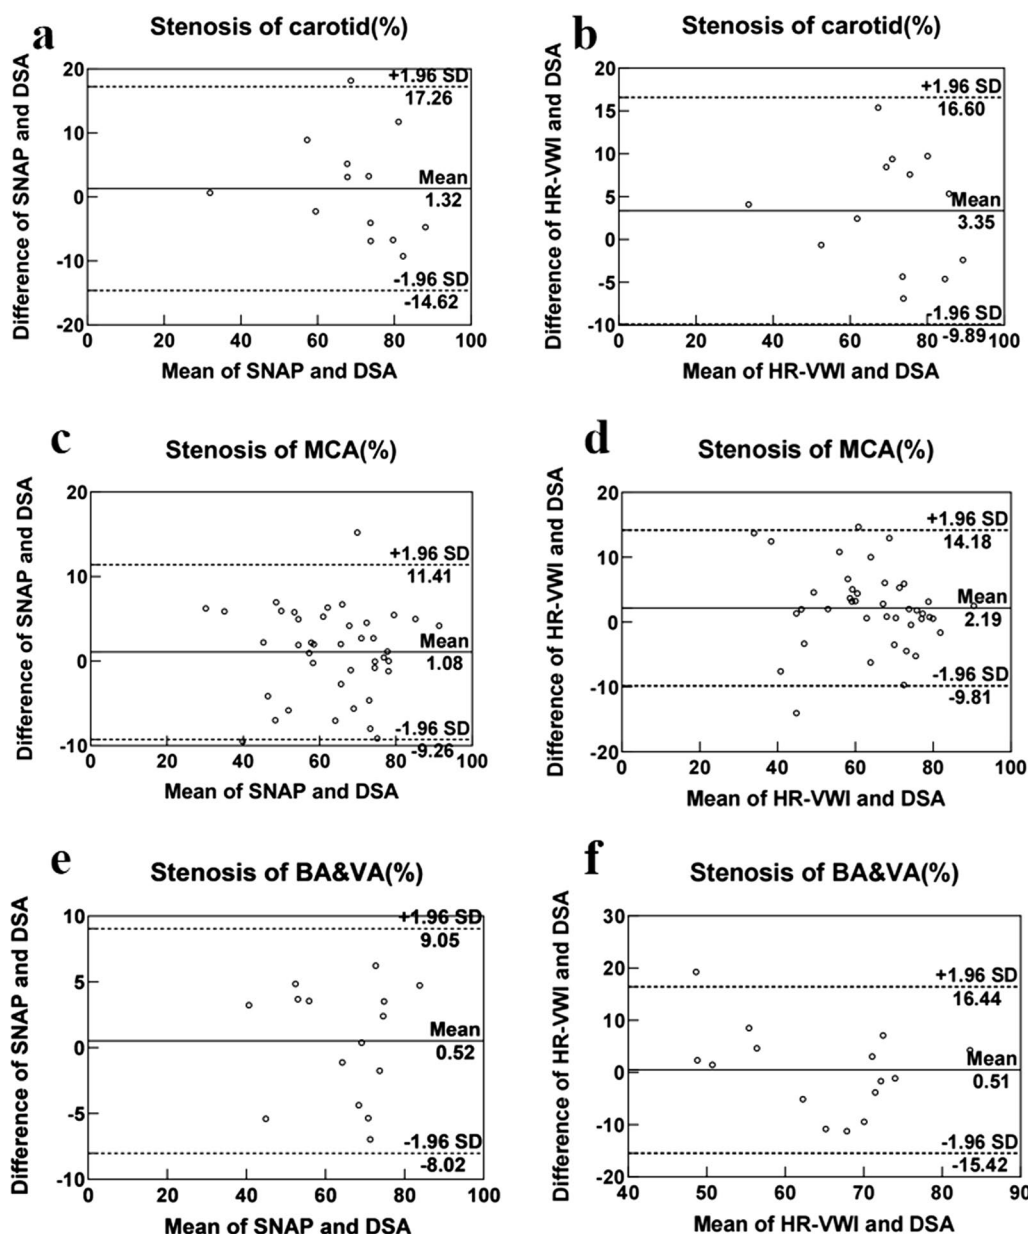 a
Stenosis of carotid(%)
Difference of SNAP and DSA
20
10
0
-10
-20
+1.96 SD
17.26
Mean
1.32
-1.96 SD
-14.62
0 20 40 60 80 100
Mean of SNAP and DSA
b
Stenosis of carotid(%)
Difference of HR-VWI and DSA
20
15
10
5
0
-5
-10
+1.96 SD
16.60
Mean
3.35
-1.96 SD
-9.89
0 20 40 60 80 100
Mean of HR-VWI and DSA
c
Stenosis of MCA(%)
Difference of SNAP and DSA
20
10
0
-10
+1.96 SD
11.41
Mean
1.08
-1.96 SD
-9.26
0 20 40 60 80 100
Mean of SNAP and DSA
d
Stenosis of MCA(%)
Difference of HR-VWI and DSA
20
10
0
-10
-20
+1.96 SD
14.18
Mean
2.19
-1.96 SD
-9.81
0 20 40 60 80 100
Mean of HR-VWI and DSA
e
Stenosis of BA&VA(%)
Difference of SNAP and DSA
10
5
0
-5
-10
+1.96 SD
9.05
Mean
0.52
-1.96 SD
-8.02
0 20 40 60 80 100
Mean of SNAP and DSA
f
Stenosis of BA&VA(%)
Difference of HR-VWI and DSA
30
20
10
0
-10
-20
+1.96 SD
16.44
Mean
0.51
-1.96 SD
-15.42
40 50 60 70 80 90
Mean of HR-VWI and DSA